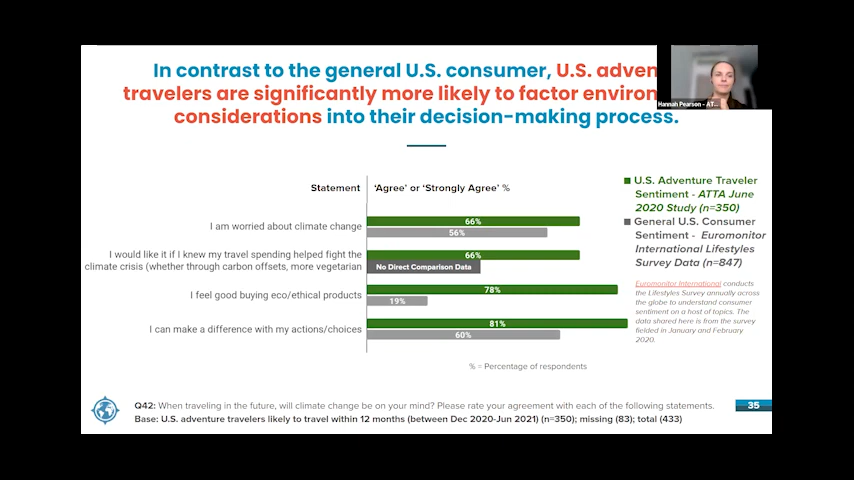 In contrast to the general U.S. consumer, U.S. adven
travelers are significantly more likely to factor environ
considerations into their decision-making process.
Hannah Pearson - AT...
Statement 'Agree' or 'Strongly Agree' %
I am worried about climate change
66%
56%
I would like it if I knew my travel spending helped fight the
climate crisis (whether through carbon offsets, more vegetarian
66%
No Direct Comparison Data
I feel good buying eco/ethical products
78%
19%
I can make a difference with my actions/choices
81%
60%
% = Percentage of respondents
U.S. Adventure Traveler
Sentiment - ATTA June
2020 Study (n=350)
General U.S. Consumer
Sentiment - Euromonitor
International Lifestyles
Survey Data (n=847)
Euromonitor International conducts
the Lifestyles Survey annually across
the globe to understand consumer
sentiment on a host of topics. The
data shared here is from the survey
fielded in January and February
2020.
Q42: When traveling in the future, will climate change be on your mind? Please rate your agreement with each of the following statements.
Base: U.S. adventure travelers likely to travel within 12 months (between Dec 2020-Jun 2021) (n=350); missing (83); total (433)
35